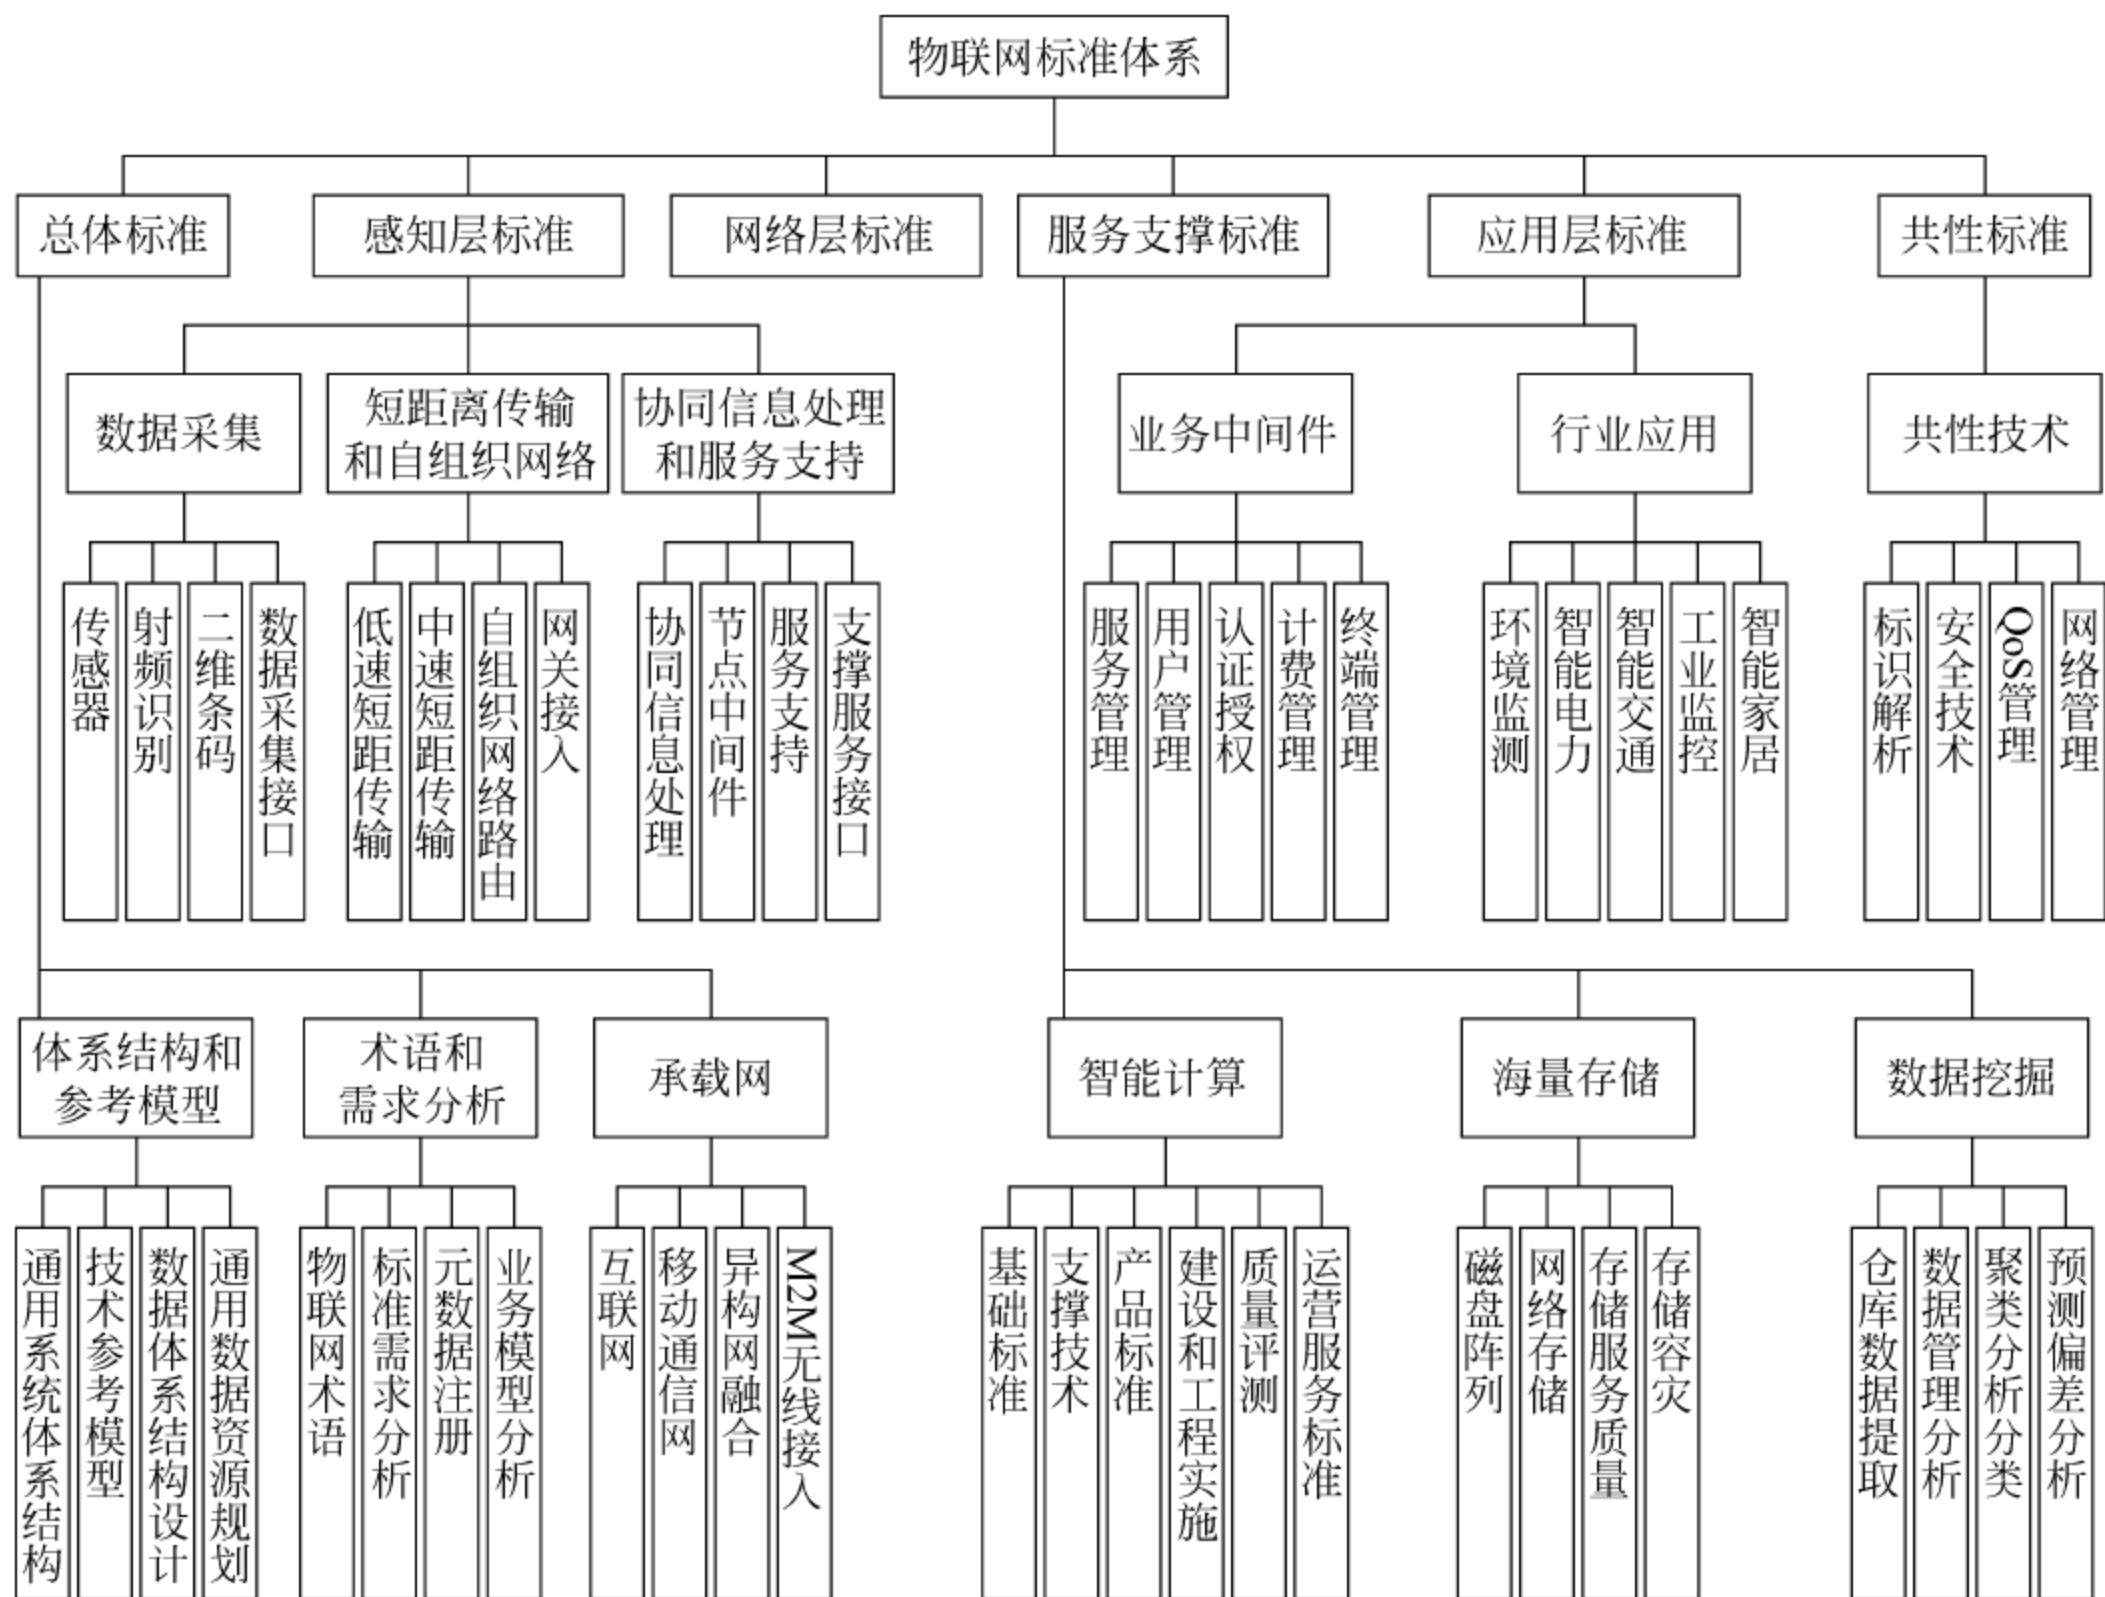 物联网标准体系
总体标准
感知层标准
网络层标准
服务支撑标准
应用层标准
共性标准
数据采集
短距离传输
和自组织网络
协同信息处理
和服务支持
业务中间件
行业应用
共性技术
传感器
射频识别
二维条码
数据采集接口
低速短距传输
中速短距传输
自组织网络路由
网关接入
协同信息处理
节点中间件
服务支持
支撑服务接口
服务管理
用户管理
认证授权
计费管理
终端管理
环境监测
智能电力
智能交通
工业监控
智能家居
标识解析
安全技术
QoS管理
网络管理
体系结构和
参考模型
术语和
需求分析
承载网
智能计算
海量存储
数据挖掘
通用系统体系结构
技术参考模型
数据体系结构设计
通用数据资源规划
物联网术语
标准需求分析
元数据注册
业务模型分析
互联网
移动通信网
异构网融合
M2M无线接入
基础标准
支撑技术
产品标准
建设和工程实施
质量评测
运营服务标准
磁盘阵列
网络存储
存储服务质量
存储容灾
仓库数据提取
数据管理分析
聚类分析分类
预测偏差分析